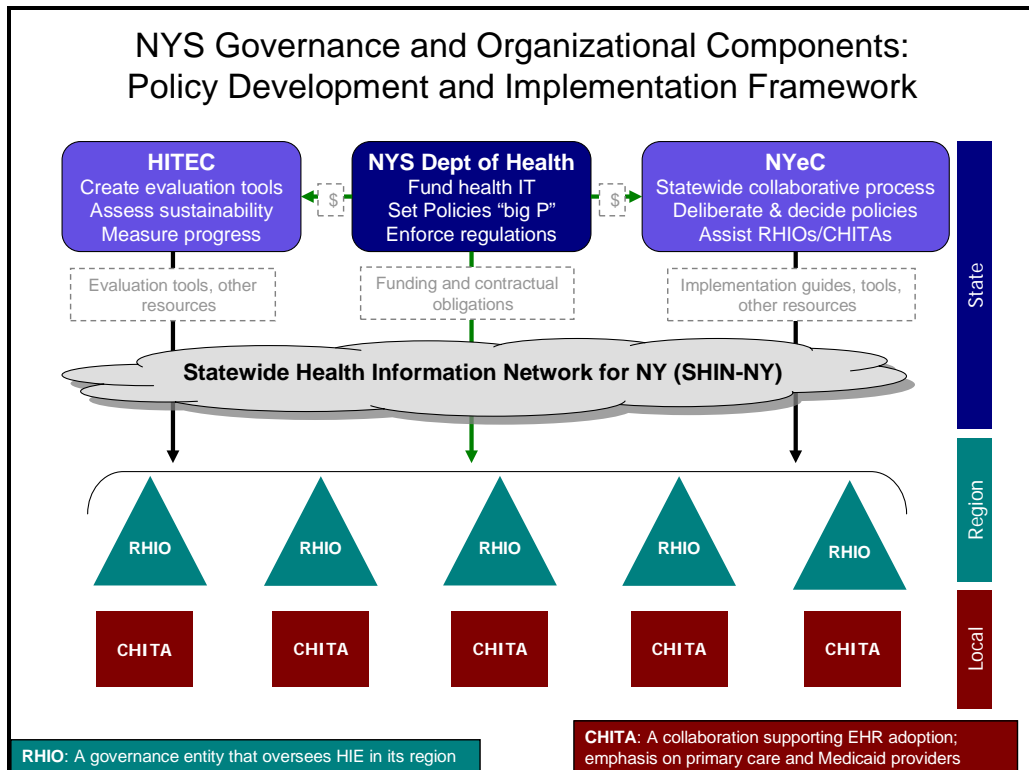 NYS Governance and Organizational Components:
Policy Development and Implementation Framework
HITEC
Create evaluation tools
Assess sustainability
Measure progress
$
NYS Dept of Health
Fund health IT
Set Policies “big P”
Enforce regulations
$
NYeC
Statewide collaborative process
Deliberate & decide policies
Assist RHIOs/CHITAs
Evaluation tools, other
resources
Funding and contractual
obligations
Implementation guides, tools,
other resources
State
Statewide Health Information Network for NY (SHIN-NY)
RHIO
RHIO
RHIO
RHIO
RHIO
Region
CHITA
CHITA
CHITA
CHITA
CHITA
Local
RHIO: A governance entity that oversees HIE in its region
CHITA: A collaboration supporting EHR adoption;
emphasis on primary care and Medicaid providers